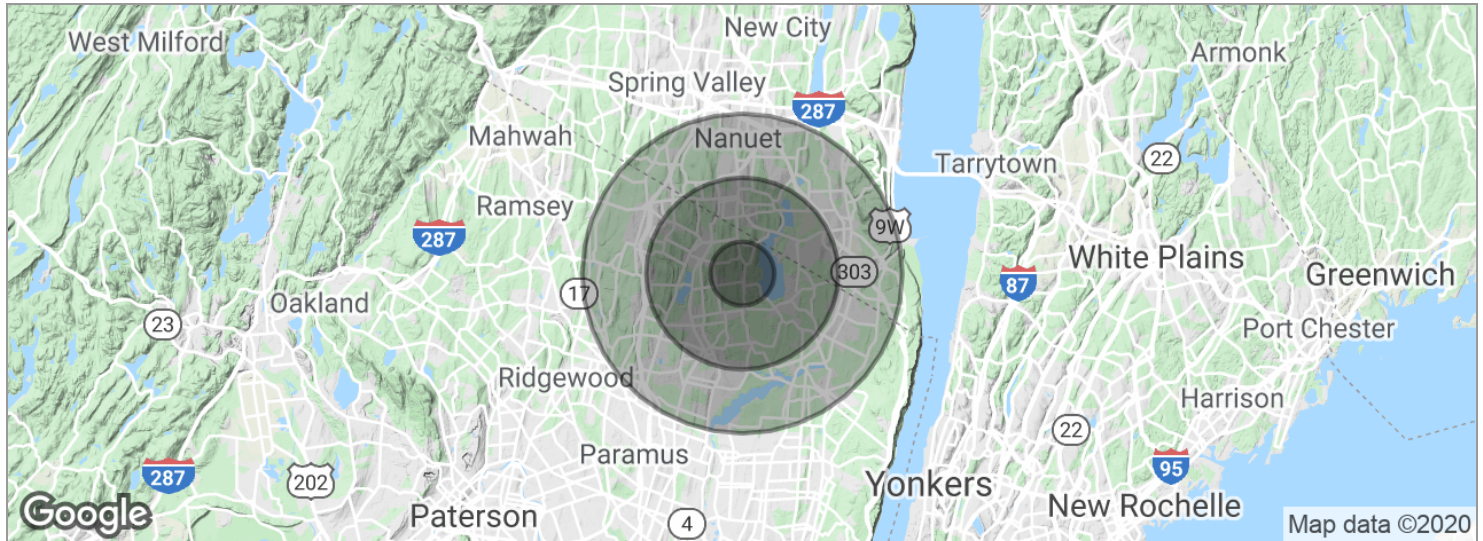 New City
West Milford
Armonk
Spring Valley
287
Mahwah
Nanuet
Tarrytown
22
Ramsey
9W
287
White Plains
303
Greenwich
17
87
Oakland
23
Port Chester
Ridgewood
Harrison
22
Paramus
287
202
Yonkers
95
New Rochelle
Google
Paterson
4
Map data ©2020